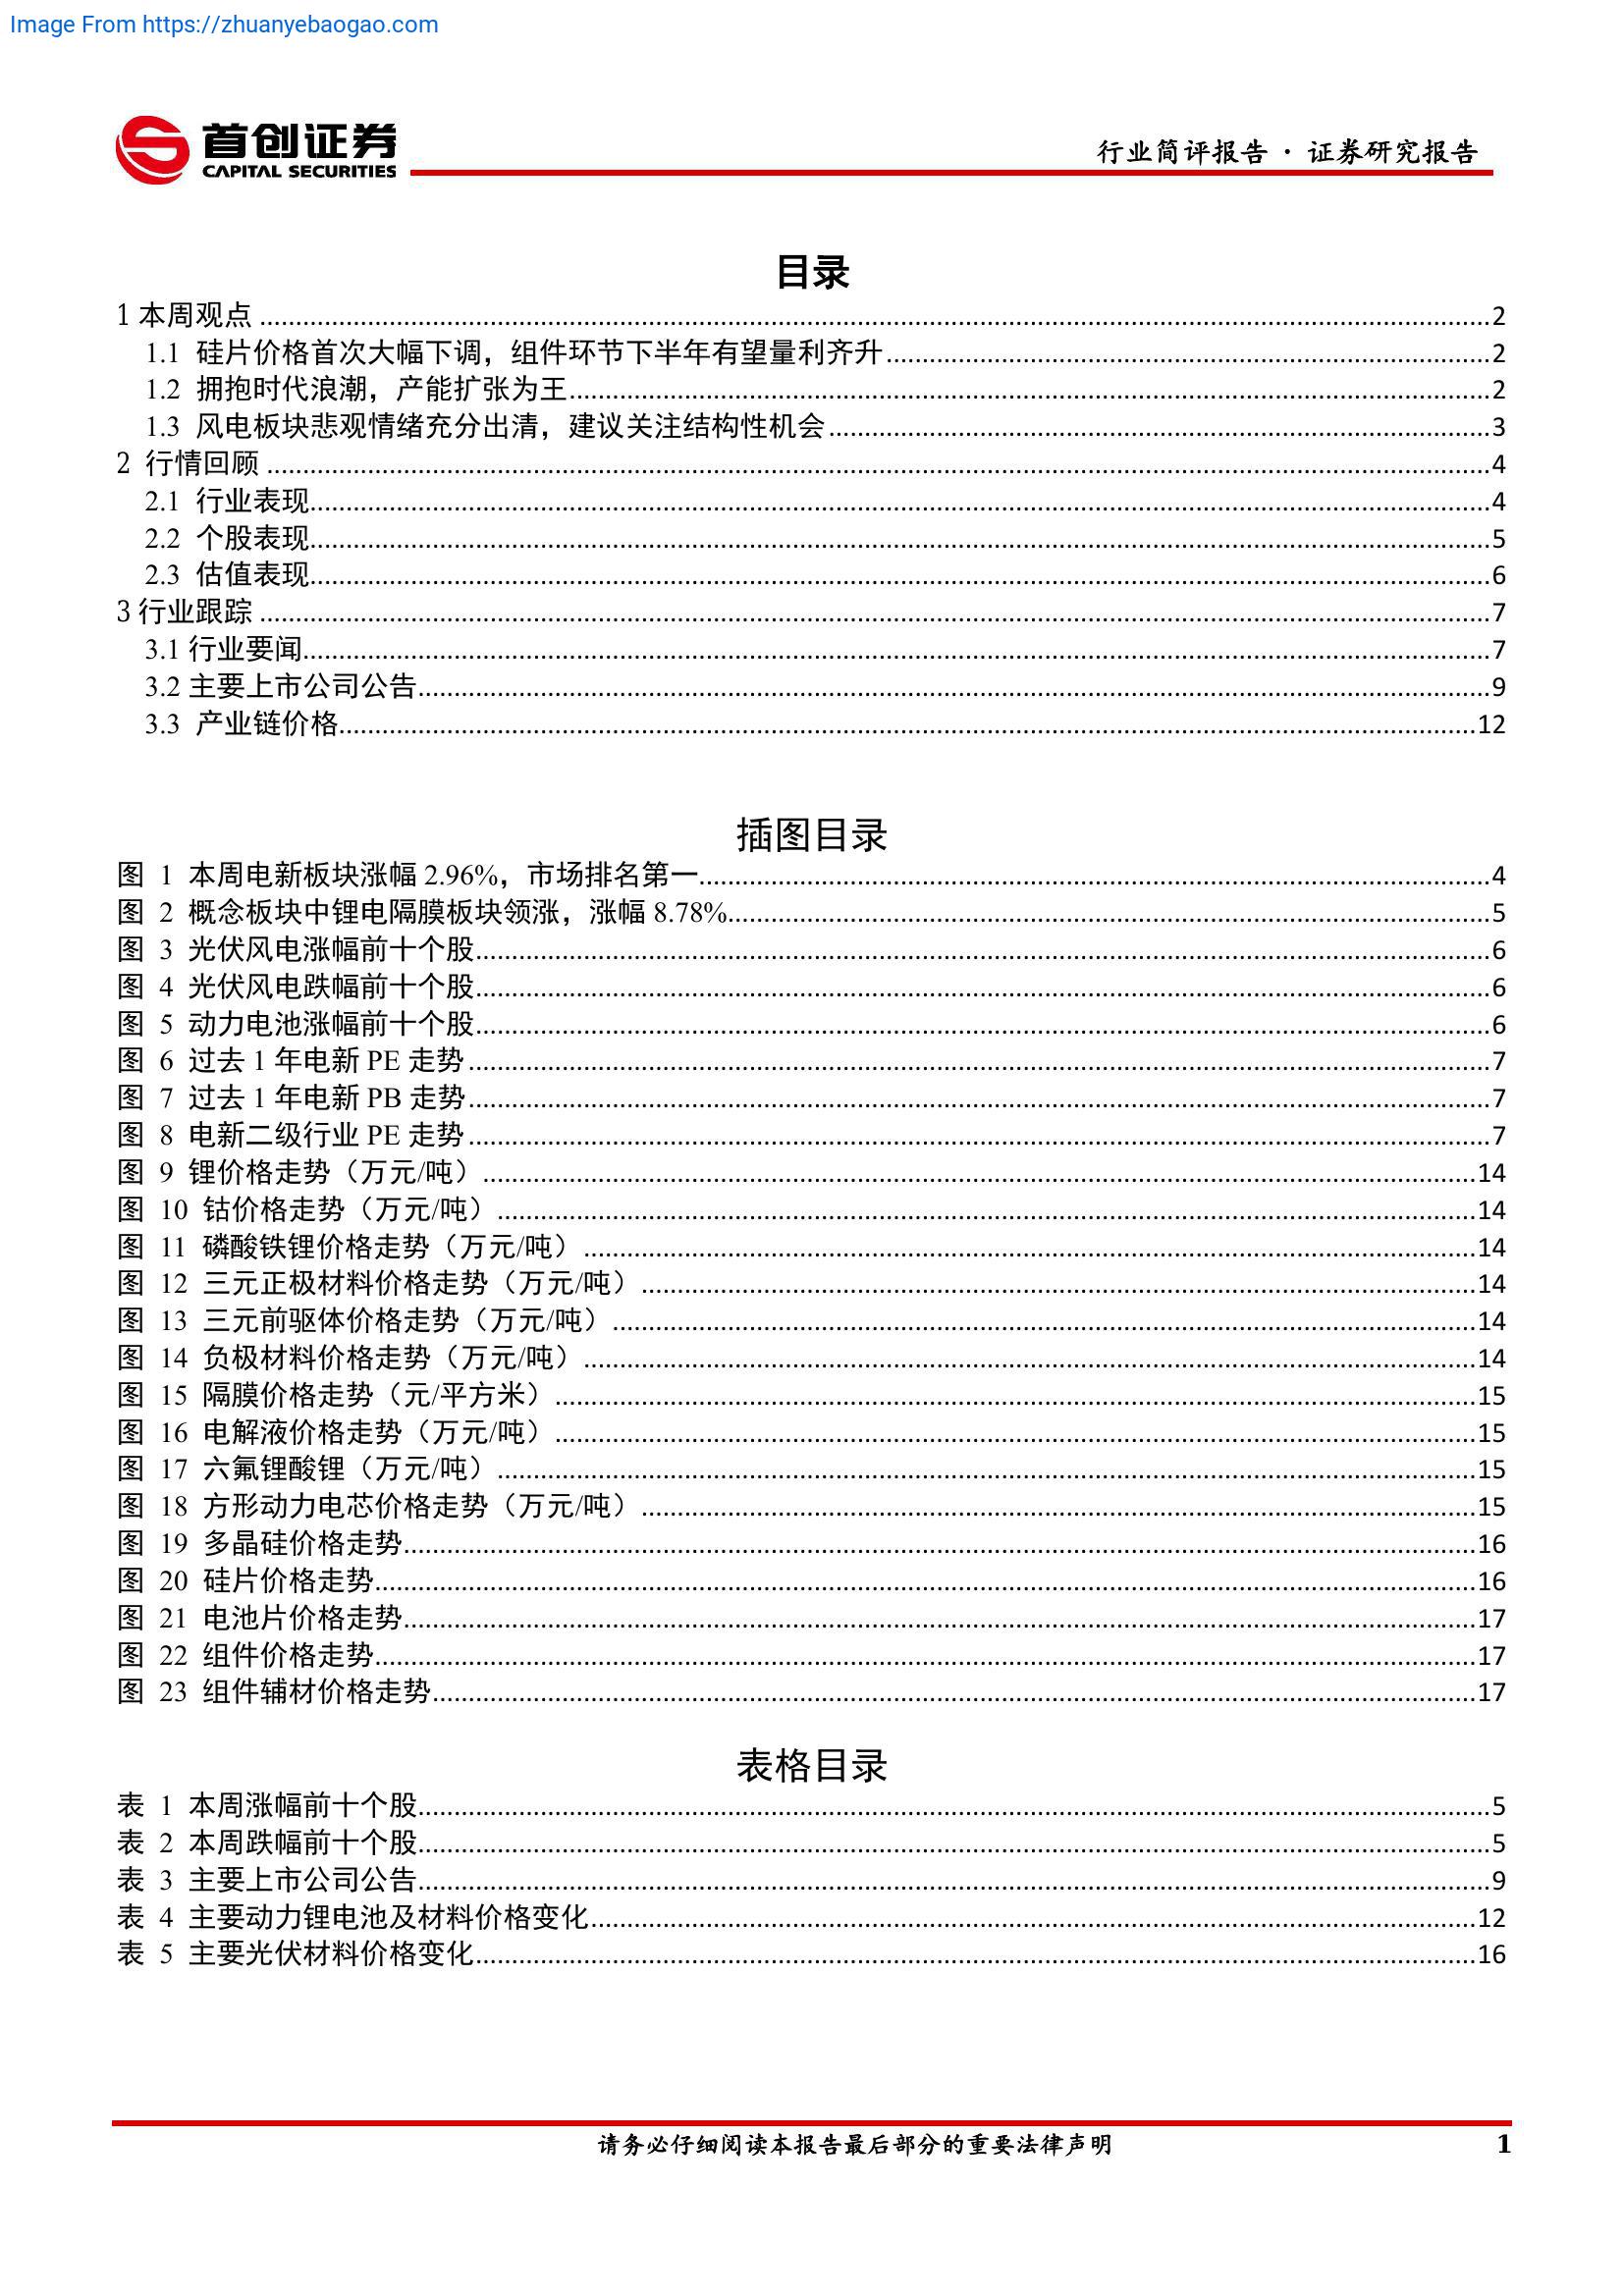 Image From https://zhuanyebaogao.com
首创证券
CAPITAL SECURITIES
行业简评报告 · 证券研究报告
目录
1 本周观点 ........ 2
1.1 硅片价格首次大幅下调，组件环节下半年有望量利齐升 ........ 2
1.2 拥抱时代浪潮，产能扩张为王 ........ 2
1.3 风电板块悲观情绪充分出清，建议关注结构性机会 ........ 3
2 行情回顾 ........ 4
2.1 行业表现 ........ 4
2.2 个股表现 ........ 5
2.3 估值表现 ........ 6
3 行业跟踪 ........ 7
3.1 行业要闻 ........ 7
3.2 主要上市公司公告 ........ 9
3.3 产业链价格 ........ 12
插图目录
图 1 本周电新板块涨幅 2.96%，市场排名第一 ........ 4
图 2 概念板块中锂电隔膜板块领涨，涨幅 8.78% ........ 5
图 3 光伏风电涨幅前十个股 ........ 6
图 4 光伏风电跌幅前十个股 ........ 6
图 5 动力电池涨幅前十个股 ........ 6
图 6 过去 1 年电新 PE 走势 ........ 7
图 7 过去 1 年电新 PB 走势 ........ 7
图 8 电新二级行业 PE 走势 ........ 7
图 9 锂价格走势（万元/吨） ........ 14
图 10 钴价格走势（万元/吨） ........ 14
图 11 磷酸铁锂价格走势（万元/吨） ........ 14
图 12 三元正极材料价格走势（万元/吨） ........ 14
图 13 三元前驱体价格走势（万元/吨） ........ 14
图 14 负极材料价格走势（万元/吨） ........ 14
图 15 隔膜价格走势（元/平方米） ........ 15
图 16 电解液价格走势（万元/吨） ........ 15
图 17 六氟锂酸锂（万元/吨） ........ 15
图 18 方形动力电芯价格走势（万元/吨） ........ 15
图 19 多晶硅价格走势 ........ 16
图 20 硅片价格走势 ........ 16
图 21 电池片价格走势 ........ 17
图 22 组件价格走势 ........ 17
图 23 组件辅材价格走势 ........ 17
表格目录
表 1 本周涨幅前十个股 ........ 5
表 2 本周跌幅前十个股 ........ 5
表 3 主要上市公司公告 ........ 9
表 4 主要动力锂电池及材料价格变化 ........ 12
表 5 主要光伏材料价格变化 ........ 16
请务必仔细阅读本报告最后部分的重要法律声明
1